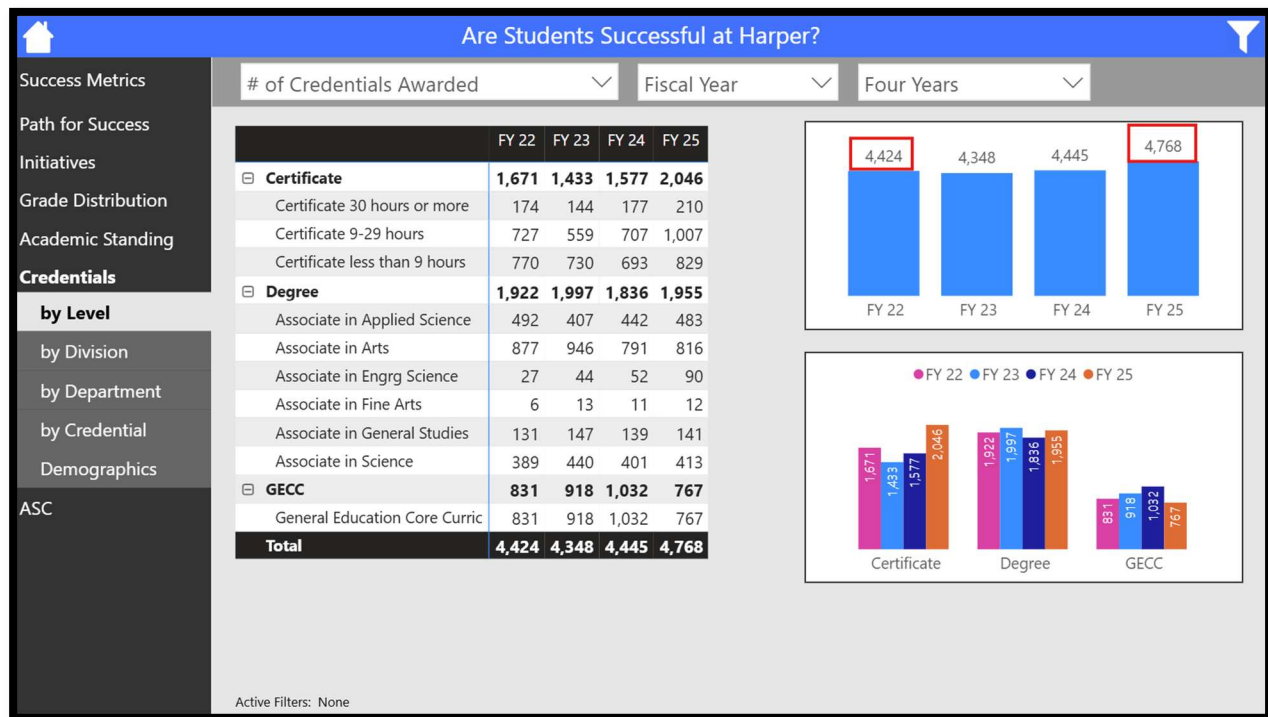 Are Students Successful at Harper?
Success Metrics
Path for Success
Initiatives
Grade Distribution
Academic Standing
Credentials
by Level
by Division
by Department
by Credential
Demographics
ASC
# of Credentials Awarded Fiscal Year Four Years
FY 22 FY 23 FY 24 FY 25
Certificate 1,671 1,433 1,577 2,046
Certificate 30 hours or more 174 144 177 210
Certificate 9-29 hours 727 559 707 1,007
Certificate less than 9 hours 770 730 693 829
Degree 1,922 1,997 1,836 1,955
Associate in Applied Science 492 407 442 483
Associate in Arts 877 946 791 816
Associate in Engrg Science 27 44 52 90
Associate in Fine Arts 6 13 11 12
Associate in General Studies 131 147 139 141
Associate in Science 389 440 401 413
GECC 831 918 1,032 767
General Education Core Curric 831 918 1,032 767
Total 4,424 4,348 4,445 4,768
Active Filters: None
4,424 4,348 4,445 4,768
FY 22 FY 23 FY 24 FY 25
FY 22 FY 23 FY 24 FY 25
1,671 1,433 1,577 2,046 1,922 1,997 1,836 1,955 831 918 1,032 767
Certificate Degree GECC